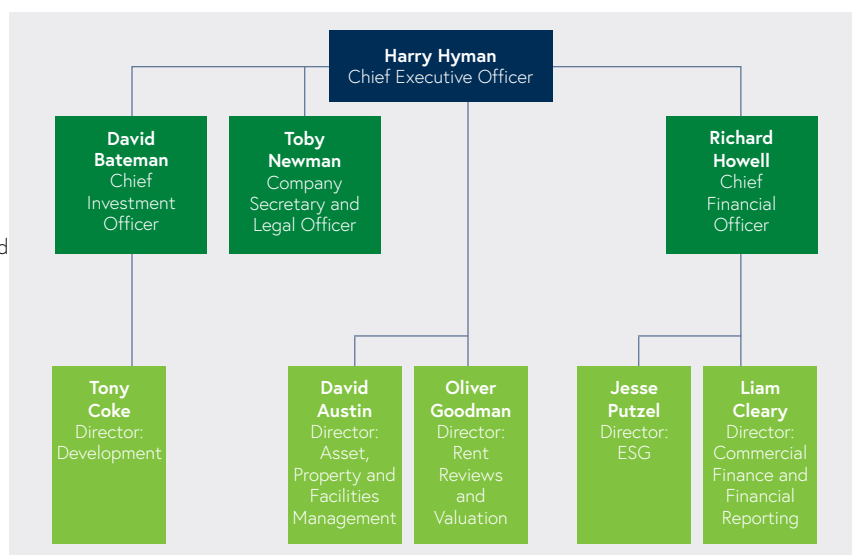 Harry Hyman
Chief Executive Officer
David
Bateman
Chief
Investment
Officer
Toby
Newman
Company
Secretary and
Legal Officer
Richard
Howell
Chief
Financial
Officer
d
Tony
Coke
Director:
Development
David
Austin
Director:
Asset,
Property and
Facilities
Management
Oliver
Goodman
Director:
Rent
Reviews
and
Valuation
Jesse
Putzel
Director:
ESG
Liam
Cleary
Director:
Commercial
Finance and
Financial
Reporting